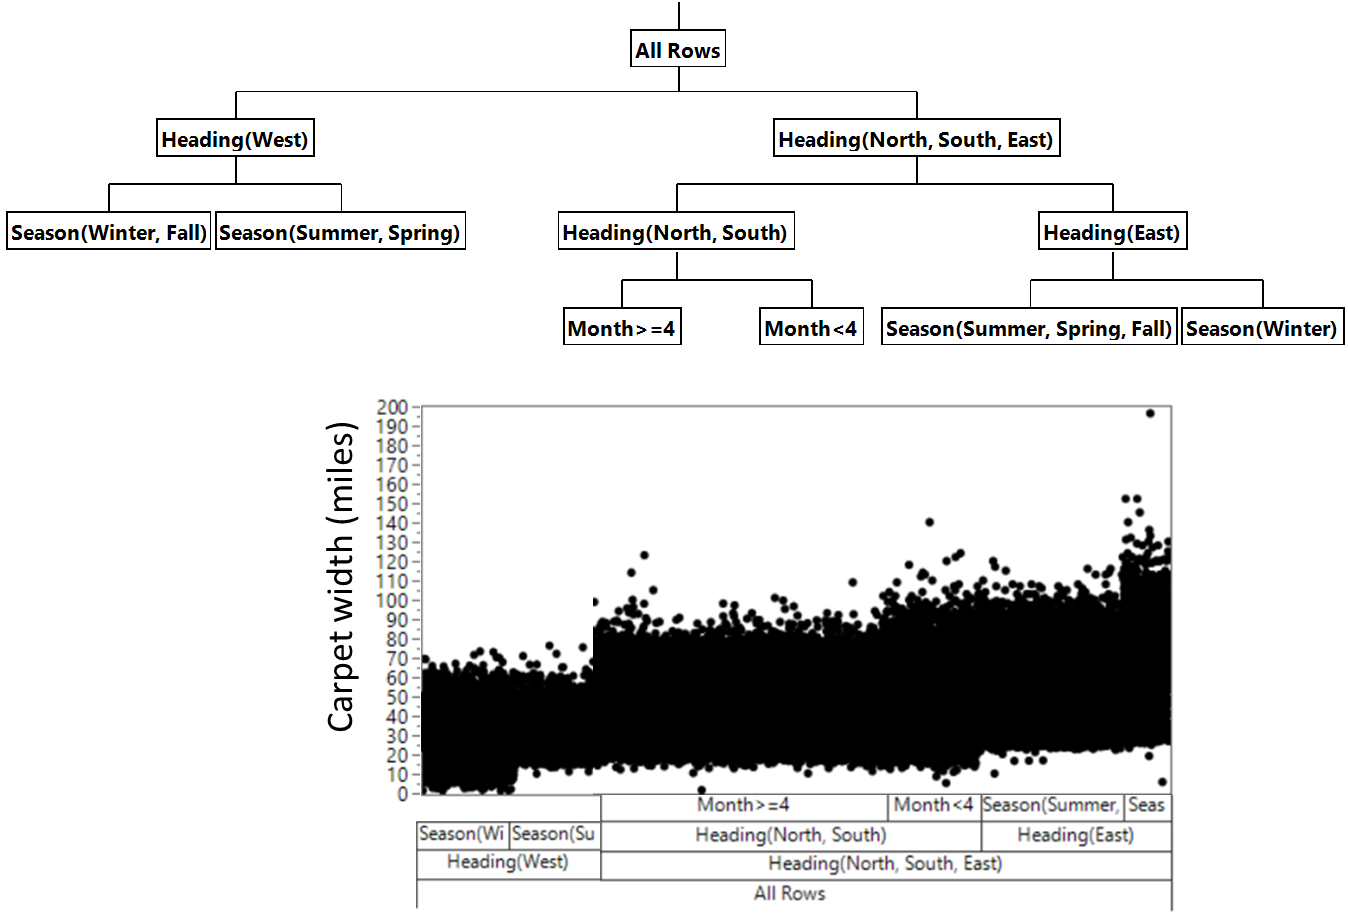 All Rows
Heading(West)
Heading(North, South, East)
Season(Winter, Fall)
Season(Summer, Spring)
Heading(North, South)
Heading(East)
Month>=4
Month<4
Season(Summer, Spring, Fall)
Season(Winter)
Carpet width (miles)
200
190
180
170
160
150
140
130
120
110
100
90
80
70
60
50
40
30
20
10
0
Month>=4
Month<4
Season(Summer,
Seas
Season(Wi
Season(Su
Heading(North, South)
Heading(East)
Heading(West)
Heading(North, South, East)
All Rows